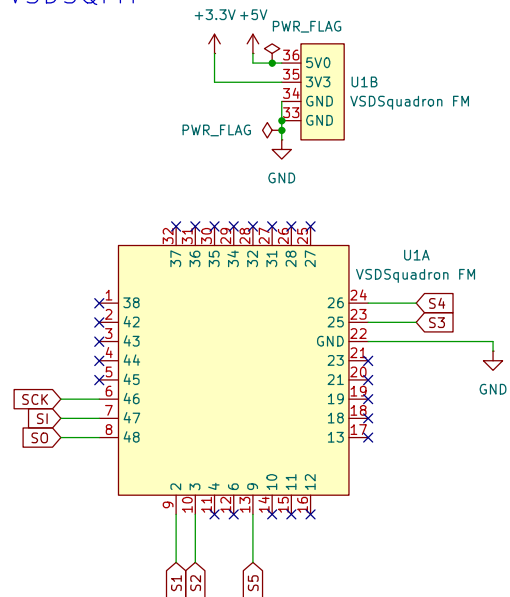 VSDSQFM
+3.3V +5V
PWR_FLAG
36 5V0
35 3V3
34 GND
33 GND
U1B
VSDSquadron FM
PWR_FLAG
GND
32 31 30 29 28 27 26 25
37 36 35 34 32 31 28 27
U1A
VSDSquadron FM
1 38
2 42
3 43
4 44
5 45
SCK 6 46
SI 7 47
SO 8 48
26 24 S4
25 23 S3
GND 22
23 21
21 20
19 19
18 18
13 17
GND
2 3 4 6 9 10 11 12
9 10 11 12 13 14 15 16
S1 S2 S5